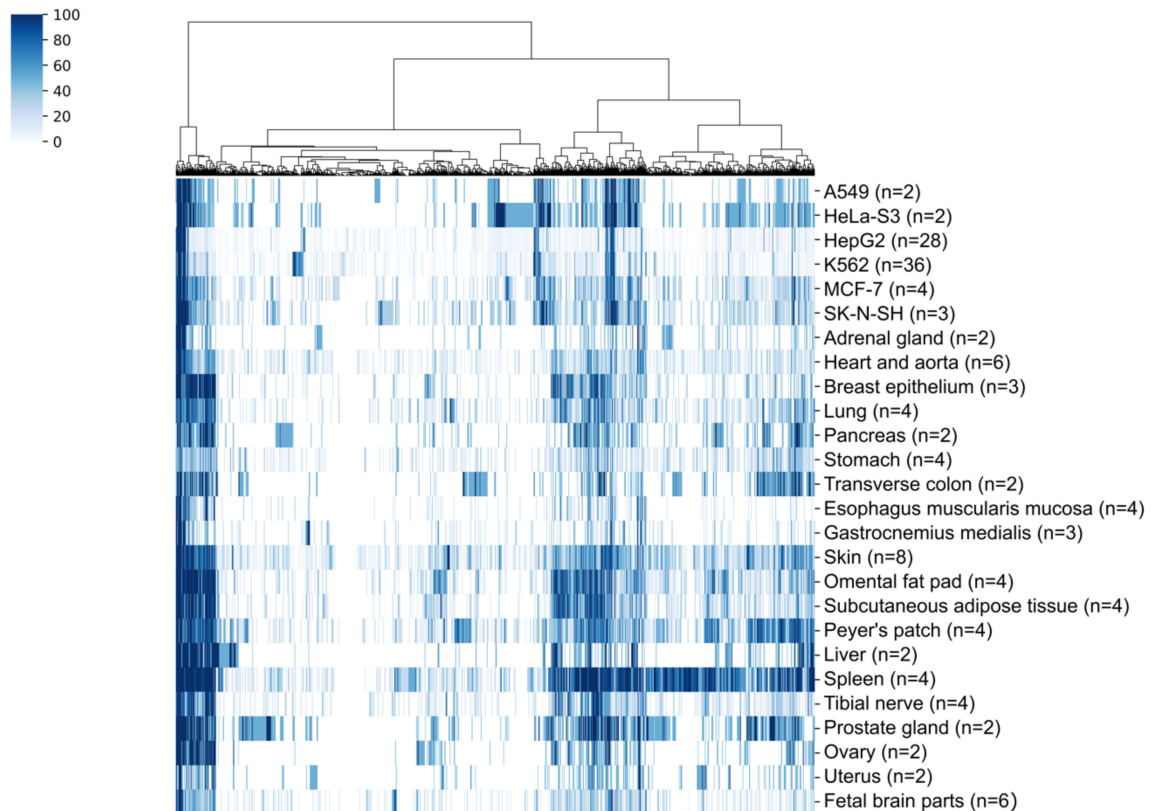 100
80
60
40
20
0
A549 (n=2)
HeLa-S3 (n=2)
HepG2 (n=28)
K562 (n=36)
MCF-7 (n=4)
SK-N-SH (n=3)
Adrenal gland (n=2)
Heart and aorta (n=6)
Breast epithelium (n=3)
Lung (n=4)
Pancreas (n=2)
Stomach (n=4)
Transverse colon (n=2)
Esophagus muscularis mucosa (n=4)
Gastrocnemius medialis (n=3)
Skin (n=8)
Omental fat pad (n=4)
Subcutaneous adipose tissue (n=4)
Peyer's patch (n=4)
Liver (n=2)
Spleen (n=4)
Tibial nerve (n=4)
Prostate gland (n=2)
Ovary (n=2)
Uterus (n=2)
Fetal brain parts (n=6)